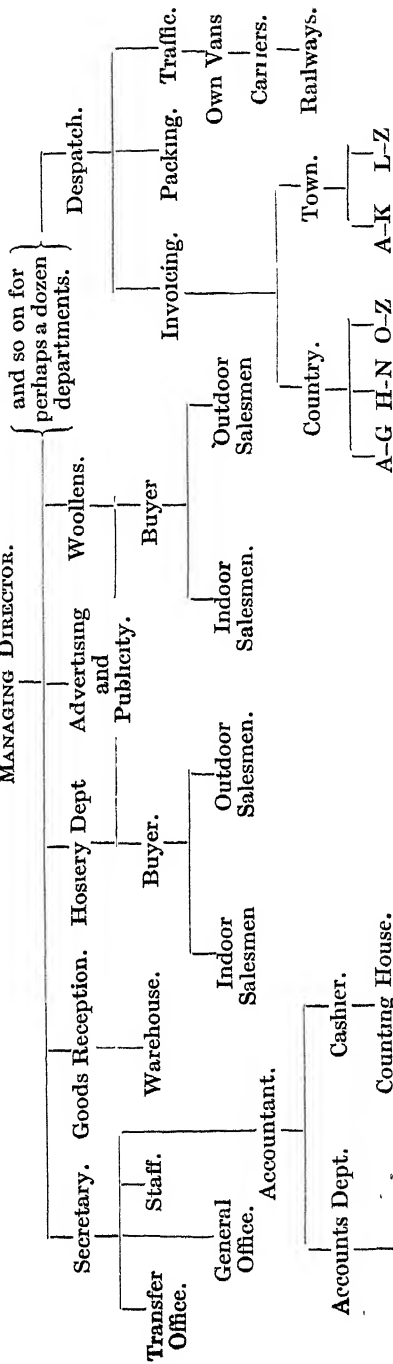 MANAGING DIRECTOR.
and so on for
perhaps a dozen
departments.
Secretary. Goods Reception. Hosiery Dept Advertising Woollens. Despatch.
and
Publicity.
Transfer Staff. Warehouse. Buyer. Buyer Invoicing. Packing. Traffic.
Office.
General
Office.
Indoor Outdoor Indoor Outdoor Own Vans
Salesmen Salesmen. Salesmen. Salesmen
Carriers.
Accountant. Country. Town. Railways.
Accounts Dept. Cashier. A–G H–N O–Z A–K L–Z
Counting House.